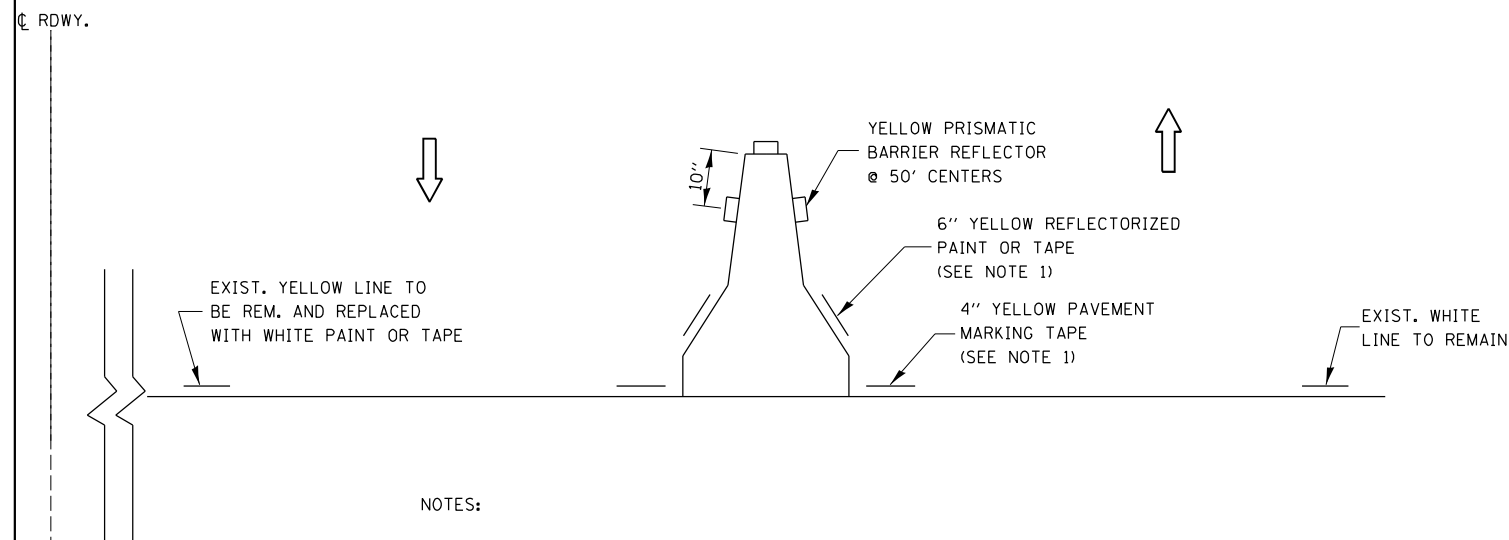 ℄ RDWY.
YELLOW PRISMATIC
BARRIER REFLECTOR
@ 50' CENTERS
10''
6'' YELLOW REFLECTORIZED
PAINT OR TAPE
(SEE NOTE 1)
EXIST. YELLOW LINE TO
BE REM. AND REPLACED
WITH WHITE PAINT OR TAPE
4'' YELLOW PAVEMENT
MARKING TAPE
(SEE NOTE 1)
EXIST. WHITE
LINE TO REMAIN
NOTES: